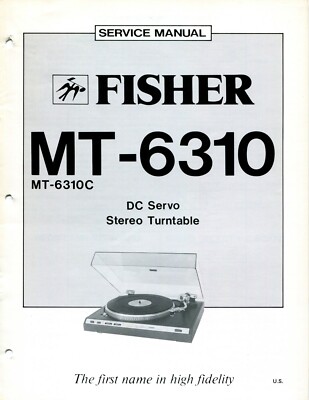 SERVICE MANUAL
FISHER
MT-6310
MT-6310C
DC Servo
Stereo Turntable
The first name in high fidelity
U.S.